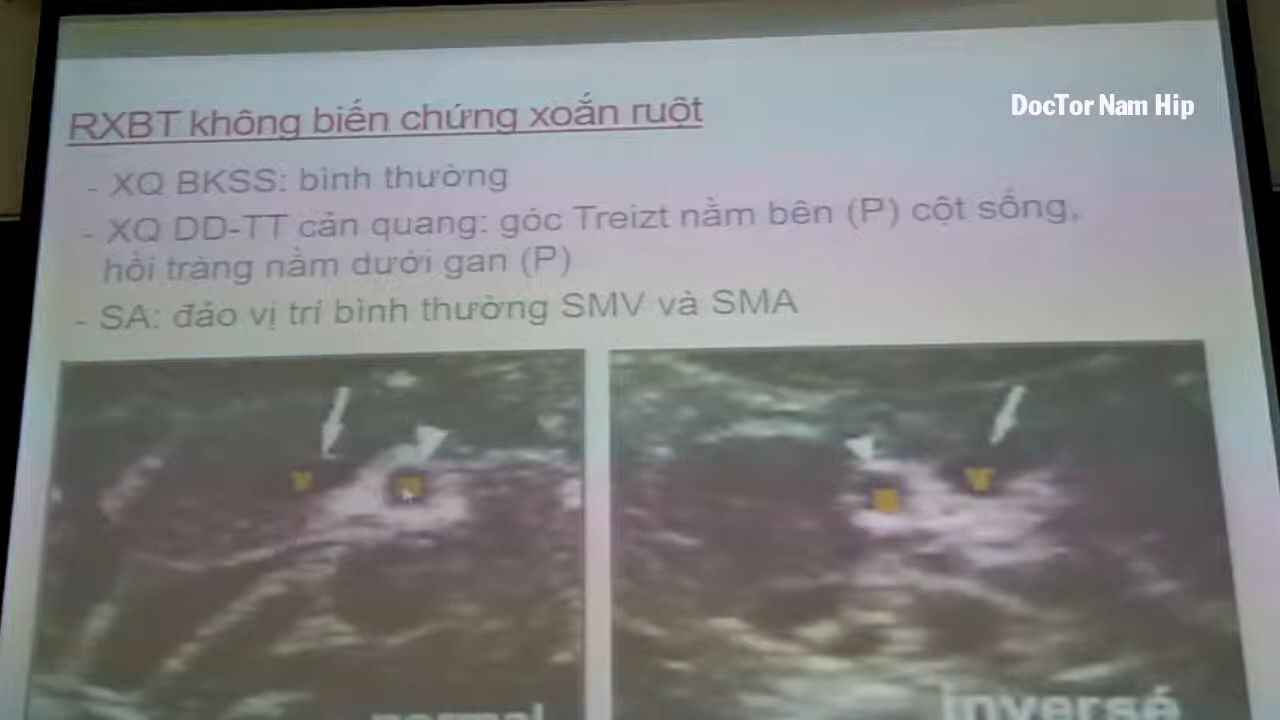 DocTor Nam Hip
RXBT không biến chứng xoắn ruột
- XQ BKSS: bình thường
- XQ DD-TT cản quang: góc Treizt nằm bên (P) cột sống,
hồi tràng nằm dưới gan (P)
- SA: đảo vị trí bình thường SMV và SMA
V
V
normal
inversé